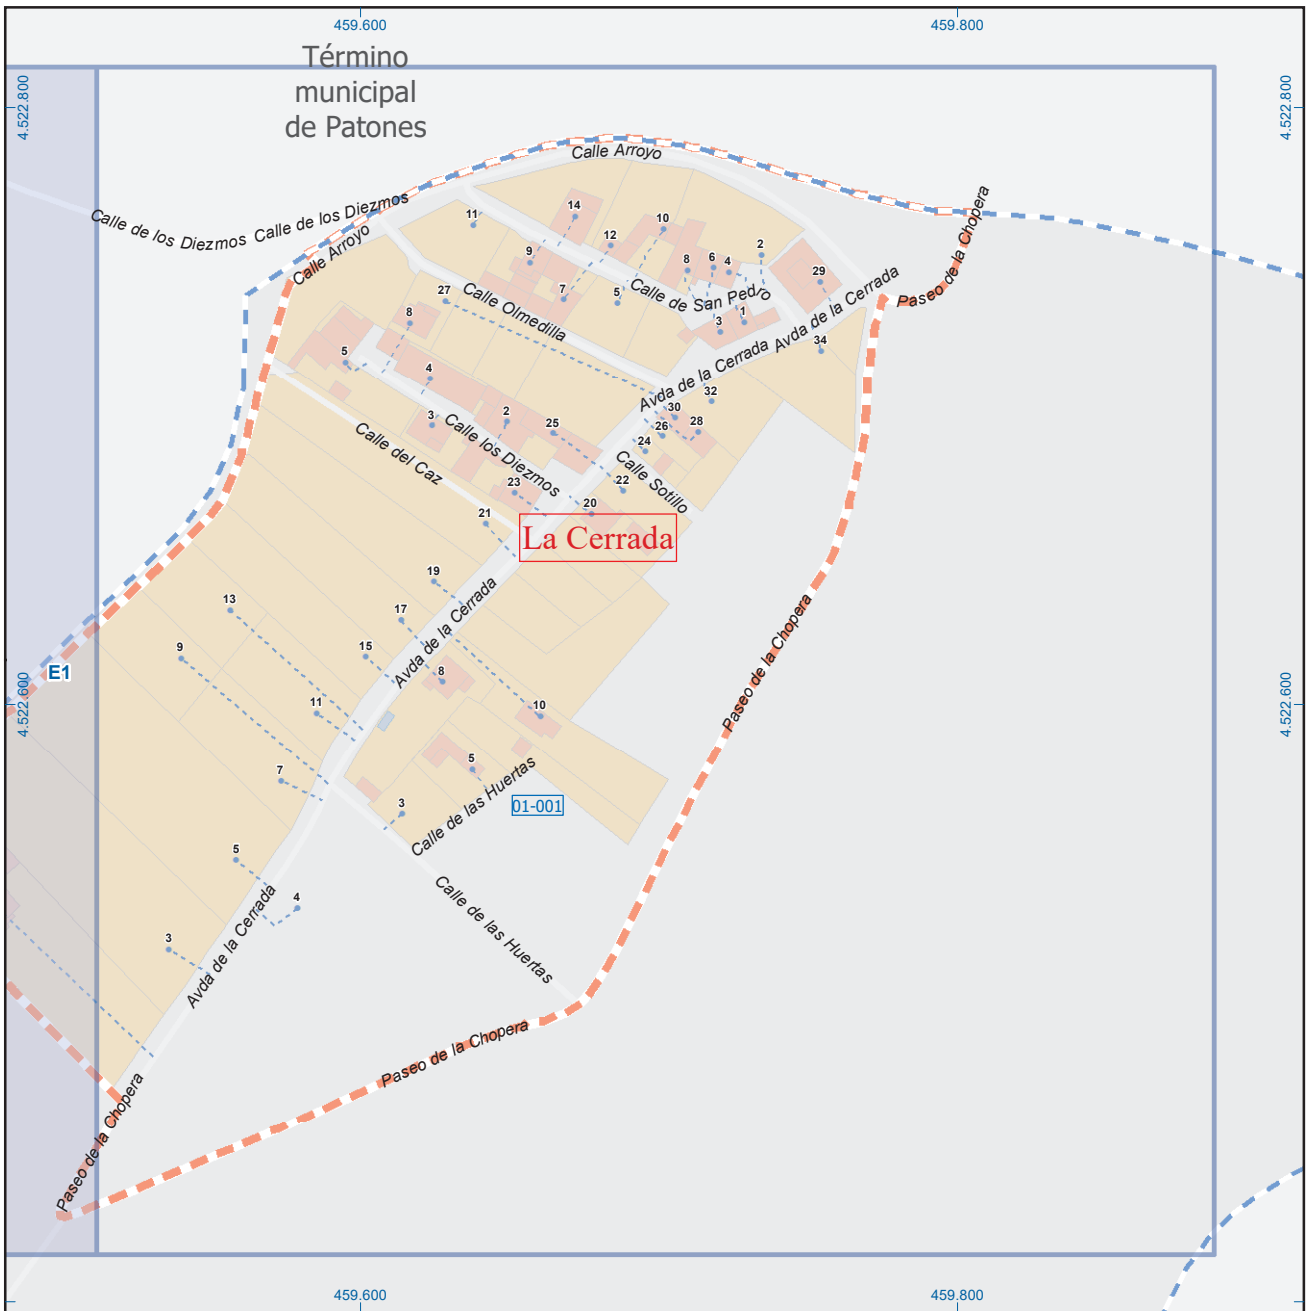 459.600
459.800
Término
municipal
de Patones
4.522.800
4.522.800
Calle Arroyo
Calle de los Diezmos
Calle de los Diezmos
Calle Arroyo
Paseo de la Chopera
11
14
10
12
9
8
6
4
2
29
7
5
27
Calle Olmedilla
Calle de San Pedro
3
1
Avda de la Cerrada
Paseo de la Chopera
8
5
4
34
Avda de la Cerrada
32
30
28
26
24
3
2
25
Calle los Diezmos
Calle del Caz
Calle Sotillo
22
23
20
21
La Cerrada
19
17
13
15
9
Avda de la Cerrada
8
10
11
E1
4.522.600
4.522.600
Paseo de la Chopera
7
5
3
Calle de las Huertas
01-001
5
4
3
Calle de las Huertas
Avda de la Cerrada
Paseo de la Chopera
Paseo de la Chopera
459.600
459.800